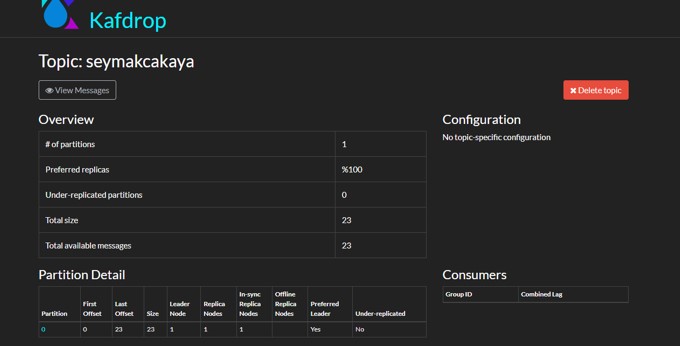 Kafdrop
Topic: seymakcakaya
View Messages
Delete topic
Overview
# of partitions 1
Preferred replicas %100
Under-replicated partitions 0
Total size 23
Total available messages 23
Configuration
No topic-specific configuration
Partition Detail
Partition First Offset Last Offset Size Leader Node Replica Nodes In-sync Replica Nodes Offline Replica Nodes Preferred Leader Under-replicated
0 0 23 23 1 1 1 Yes No
Consumers
Group ID Combined Lag